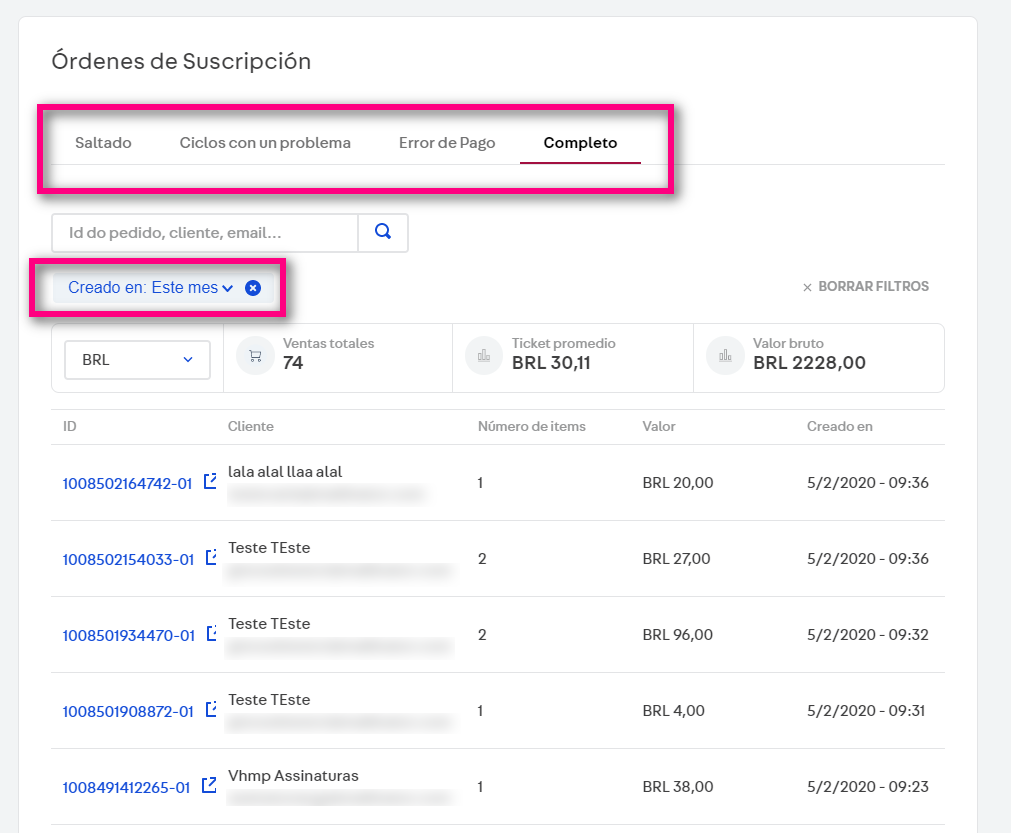 Órdenes de Suscripción
Saltado Ciclos con un problema Error de Pago Completo
Id do pedido, cliente, email...
Creado en: Este mes BORRAR FILTROS
BRL
Ventas totales
74
Ticket promedio
BRL 30,11
Valor bruto
BRL 2228,00
ID Cliente Número de items Valor Creado en
1008502164742-01 lala alal llaa alal 1 BRL 20,00 5/2/2020 - 09:36
1008502154033-01 Teste TEste 2 BRL 27,00 5/2/2020 - 09:36
1008501934470-01 Teste TEste 2 BRL 96,00 5/2/2020 - 09:32
1008501908872-01 Teste TEste 1 BRL 4,00 5/2/2020 - 09:31
1008491412265-01 Vhmp Assinaturas 1 BRL 38,00 5/2/2020 - 09:23